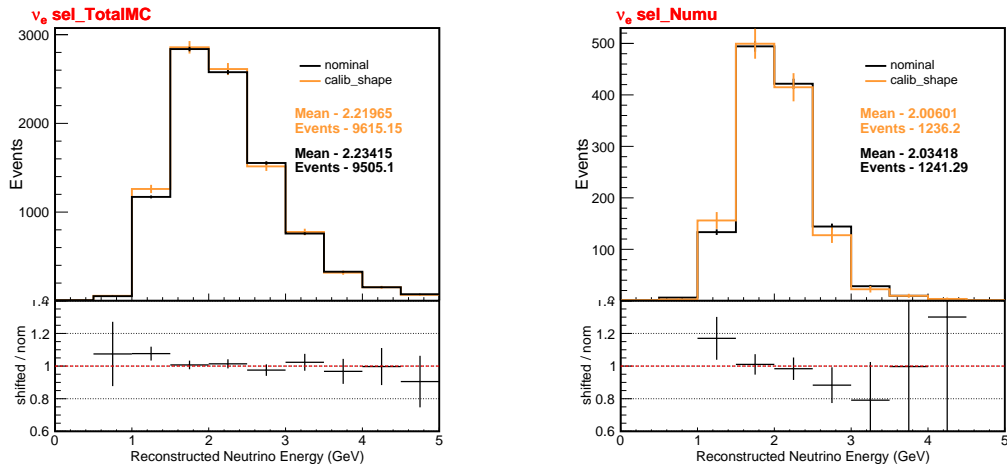 ν_e sel_TotalMC
3000
2000
1000
Events
nominal
calib_shape
Mean - 2.21965
Events - 9615.15
Mean - 2.23415
Events - 9505.1
1.2
1
0.8
0.6
shifted / nom
0 1 2 3 4 5
Reconstructed Neutrino Energy (GeV)
ν_e sel_Numu
500
400
300
200
100
Events
nominal
calib_shape
Mean - 2.00601
Events - 1236.2
Mean - 2.03418
Events - 1241.29
1.2
1
0.8
0.6
shifted / nom
0 1 2 3 4 5
Reconstructed Neutrino Energy (GeV)